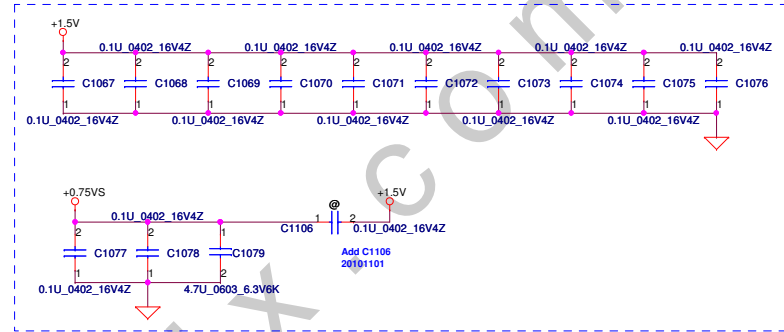 +1.5V
0.1U_0402_16V4Z 0.1U_0402_16V4Z 0.1U_0402_16V4Z 0.1U_0402_16V4Z 0.1U_0402_16V4Z
2 2 2 2 2 2 2 2 2 2
C1067 C1068 C1069 C1070 C1071 C1072 C1073 C1074 C1075 C1076
1 1 1 1 1 1 1 1 1 1
0.1U_0402_16V4Z 0.1U_0402_16V4Z 0.1U_0402_16V4Z 0.1U_0402_16V4Z 0.1U_0402_16V4Z
+0.75VS @ +1.5V
0.1U_0402_16V4Z 1 2
C1106 0.1U_0402_16V4Z
2 2 1
C1077 C1078 C1079
Add C1106
20101101
1 1 2
0.1U_0402_16V4Z 4.7U_0603_6.3V6K
x.com